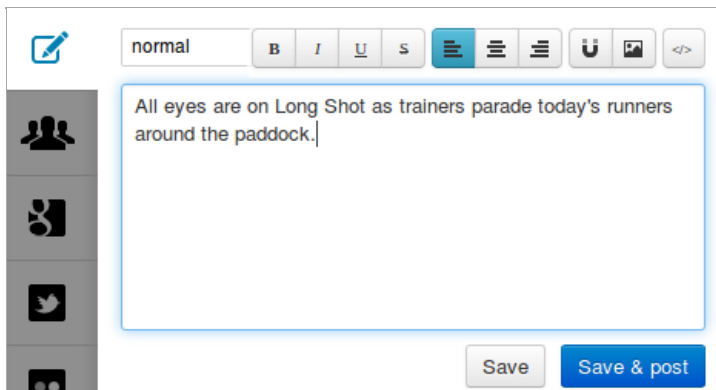 normal B I U S </>
All eyes are on Long Shot as trainers parade today's runners
around the paddock.
Save Save & post